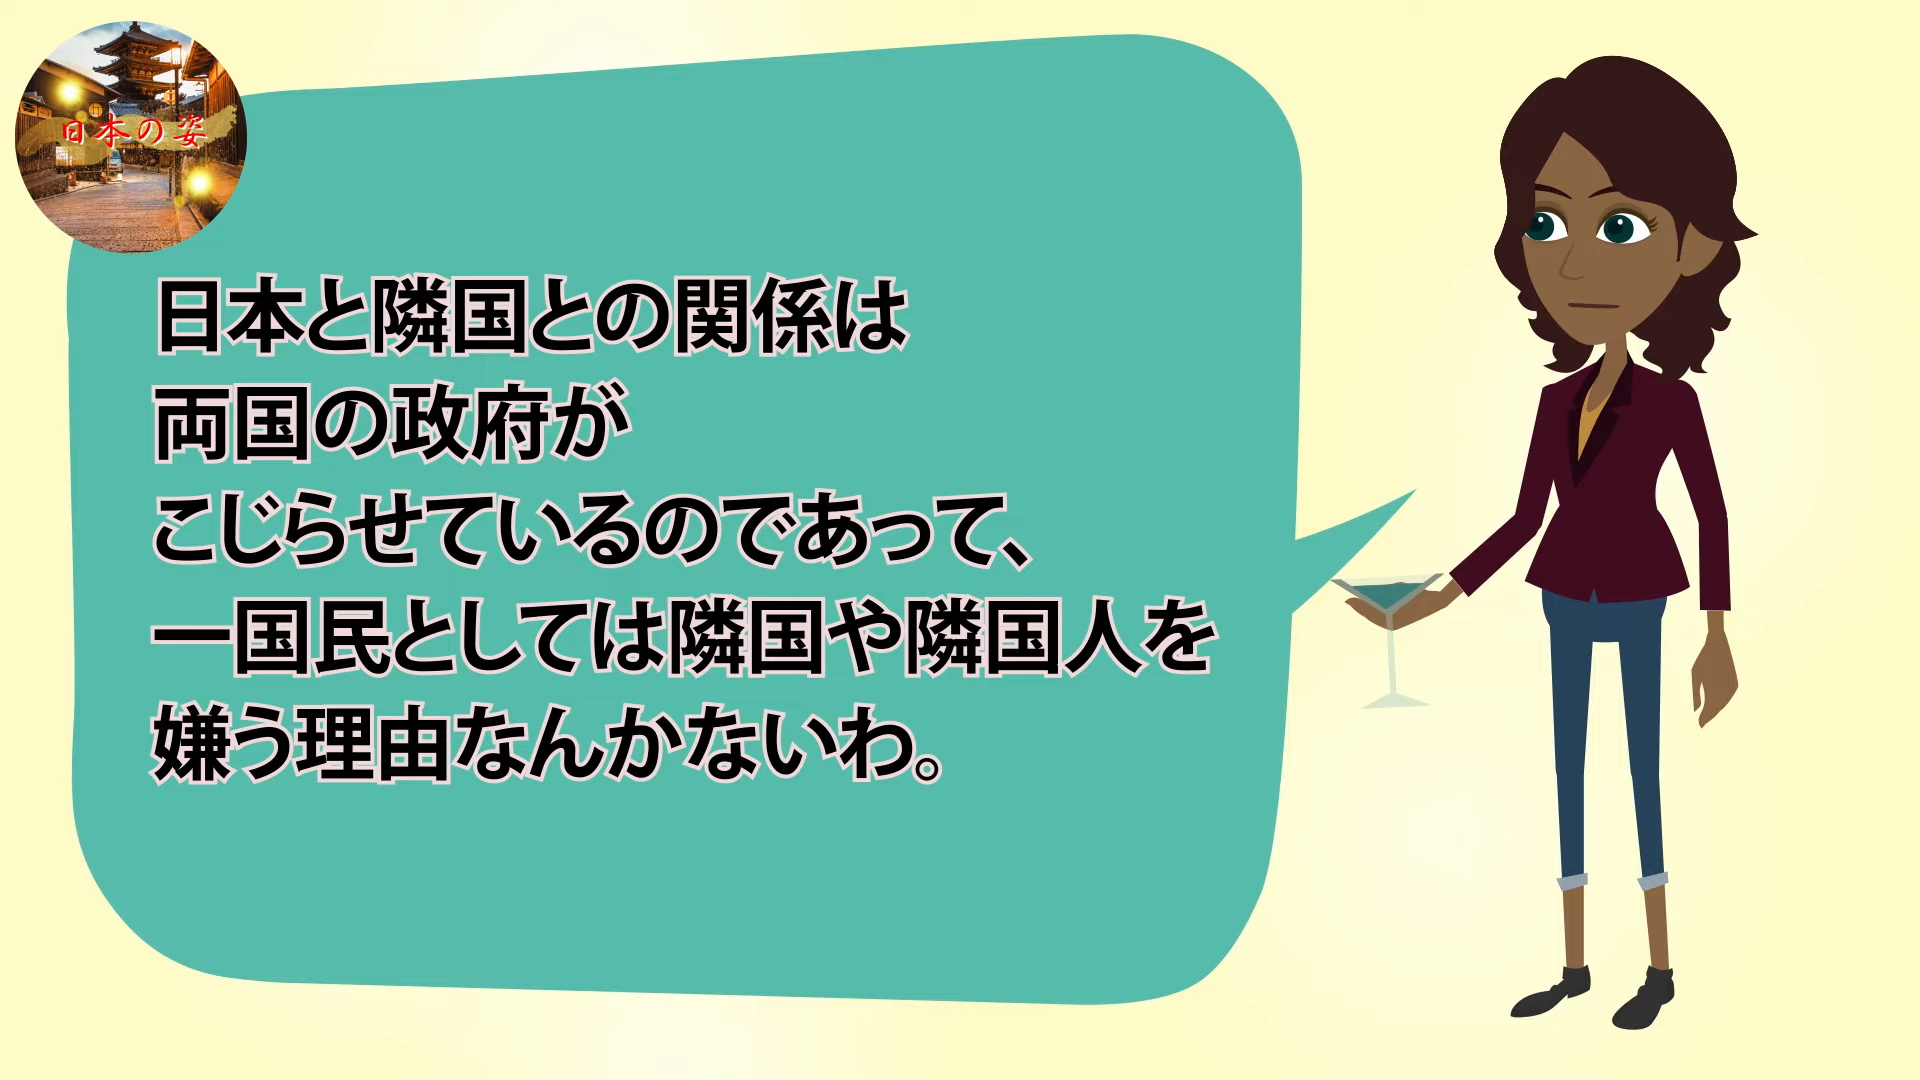 日本の姿
日本と隣国との関係は
両国の政府が
こじらせているのであって、
一国民としては隣国や隣国人を
嫌う理由なんかないわ。